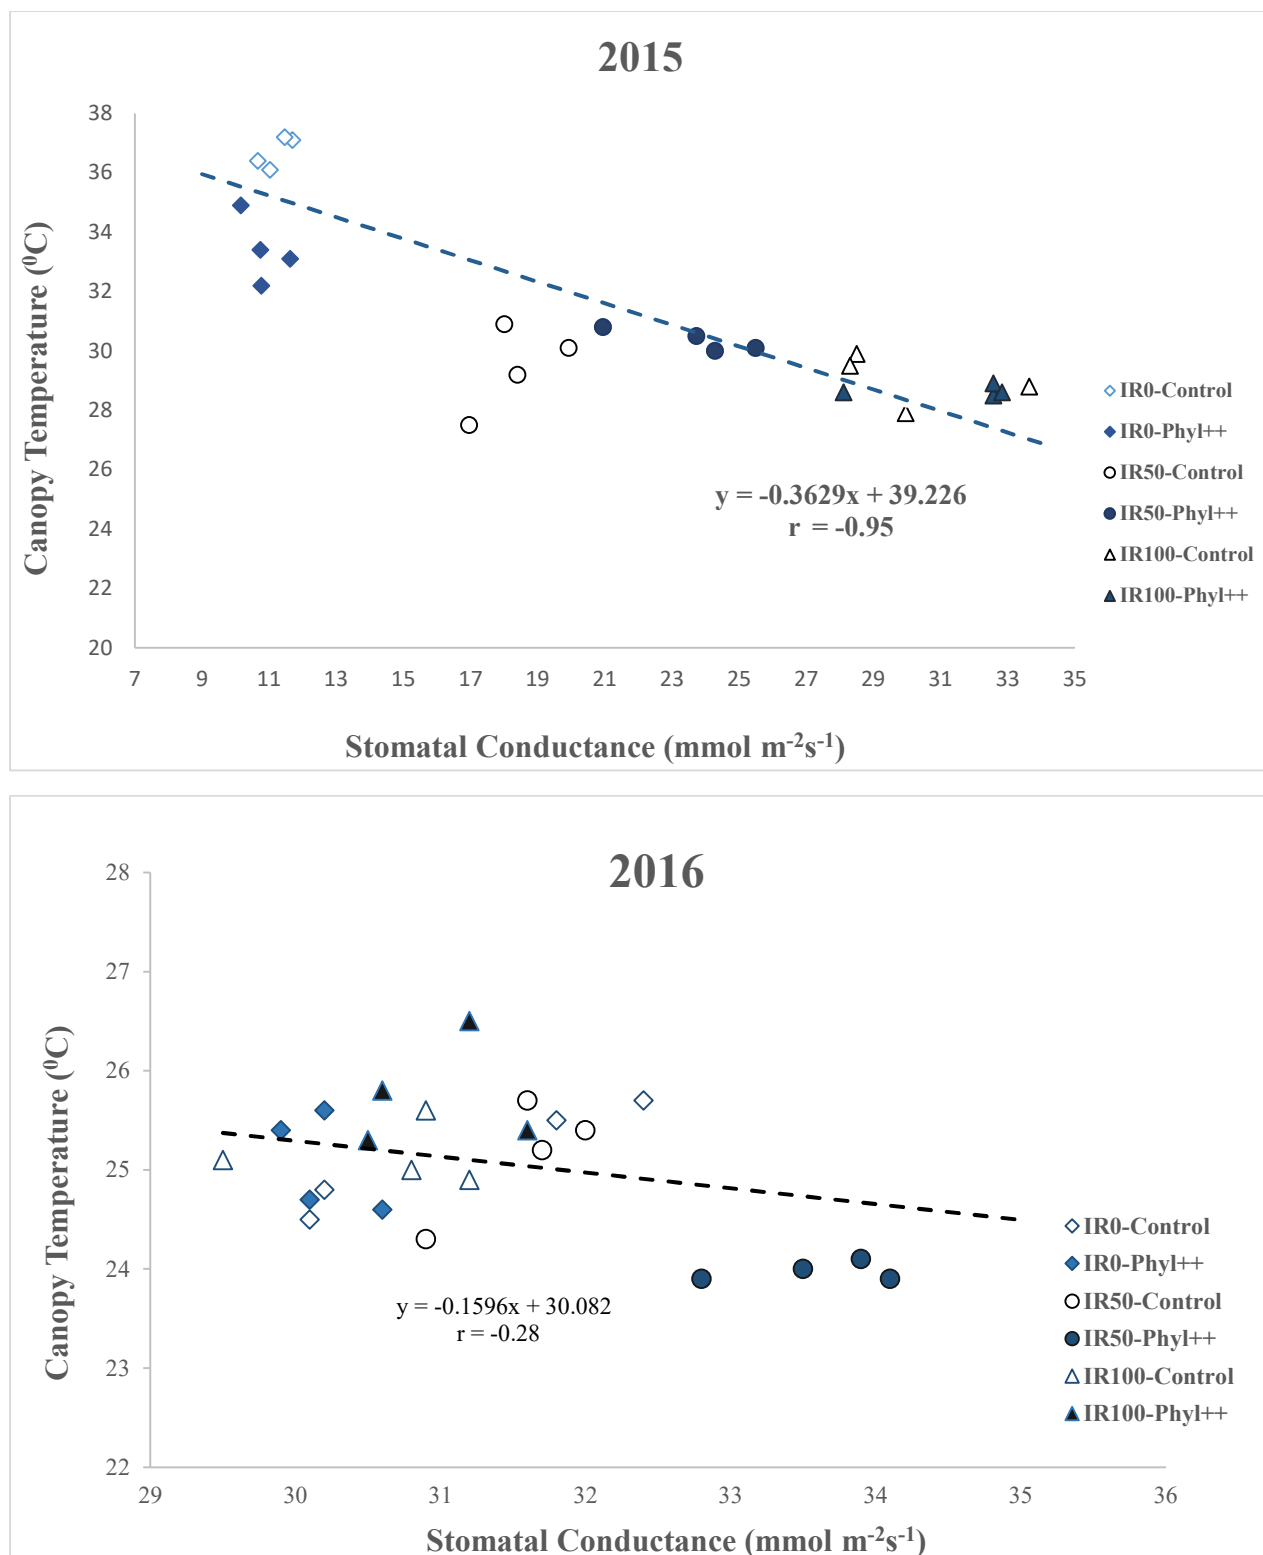 2015
38
36
34
32
30
28
26
24
22
20
Canopy Temperature (⁰C)
y = -0.3629x + 39.226
r = -0.95
IR0-Control
IR0-Phyl++
IR50-Control
IR50-Phyl++
IR100-Control
IR100-Phyl++
7 9 11 13 15 17 19 21 23 25 27 29 31 33 35
Stomatal Conductance (mmol m⁻²s⁻¹)
2016
28
27
26
25
24
23
22
Canopy Temperature (⁰C)
y = -0.1596x + 30.082
r = -0.28
IR0-Control
IR0-Phyl++
IR50-Control
IR50-Phyl++
IR100-Control
IR100-Phyl++
29 30 31 32 33 34 35 36
Stomatal Conductance (mmol m⁻²s⁻¹)